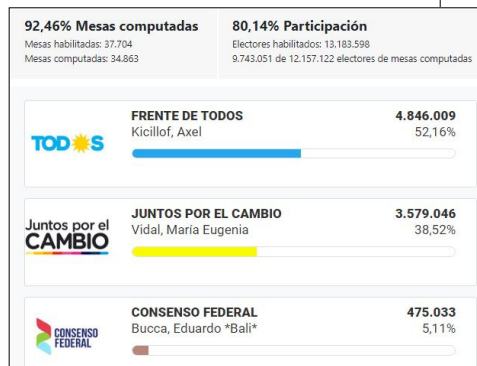 92,46% Mesas computadas
Mesas habilitadas: 37.704
Mesas computadas: 34.863
80,14% Participación
Electores habilitados: 13.183.598
9.743.051 de 12.157.122 electores de mesas computadas
TODOS
FRENTE DE TODOS
4.846.009
Kicillof, Axel
52,16%
Juntos por el
CAMBIO
JUNTOS POR EL CAMBIO
3.579.046
Vidal, María Eugenia
38,52%
CONSENSO
FEDERAL
CONSENSO FEDERAL
475.033
Bucca, Eduardo *Bali*
5,11%